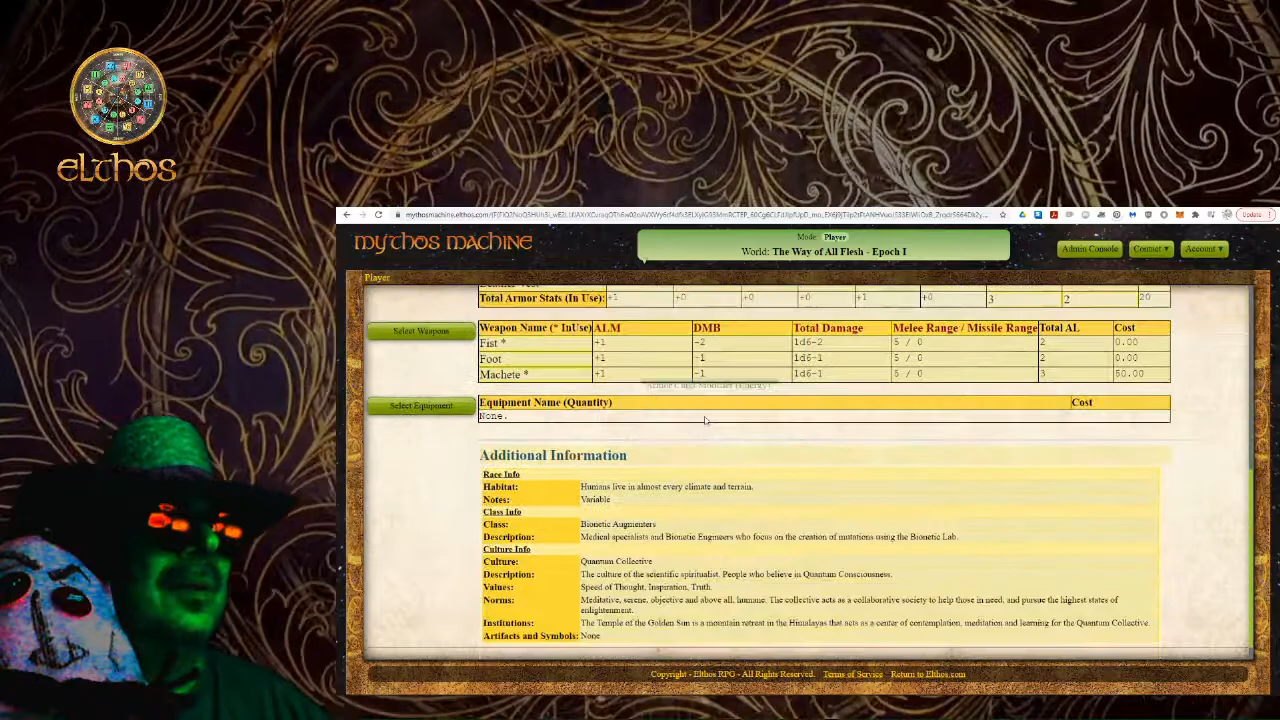 elthos
MYTHOS MACHINE
Mode: Player
World: The Way of All Flesh - Epoch I
Admin Console
Contact ▼
Account ▼
Update
Player
Total Armor Stats (In Use): +1 +0 +0 +0 +1 +0 3 2 20
Select Weapons
Weapon Name (* InUse) ALM DMB Total Damage Melee Range / Missile Range Total AL Cost
Fist * +1 -2 1d6-2 5 / 0 2 0.00
Foot +1 -1 1d6-1 5 / 0 2 0.00
Machete * +1 -1 1d6-1 5 / 0 3 50.00
Select Equipment
Equipment Name (Quantity) Cost
None.
Additional Information
Race Info
Habitat: Humans live in almost every climate and terrain.
Notes: Variable
Class Info
Class: Bionetic Augmenters
Description: Medical specialists and Bionetic Engineers who focus on the creation of mutations using the Bionetic Lab.
Culture Info
Culture: Quantum Collective
Description: The culture of the scientific spiritualist. People who believe in Quantum Consciousness.
Values: Speed of Thought, Inspiration, Truth.
Norms: Meditative, serene, objective and above all, humane. The collective acts as a collaborative society to help those in need, and pursue the highest states of
enlightenment.
Institutions: The Temple of the Golden Sun is a mountain retreat in the Himalayas that acts as a center of contemplation, meditation and learning for the Quantum Collective.
Artifacts and Symbols: None
Copyright - Elthos RPG - All Rights Reserved. Terms of Service Return to Elthos.com